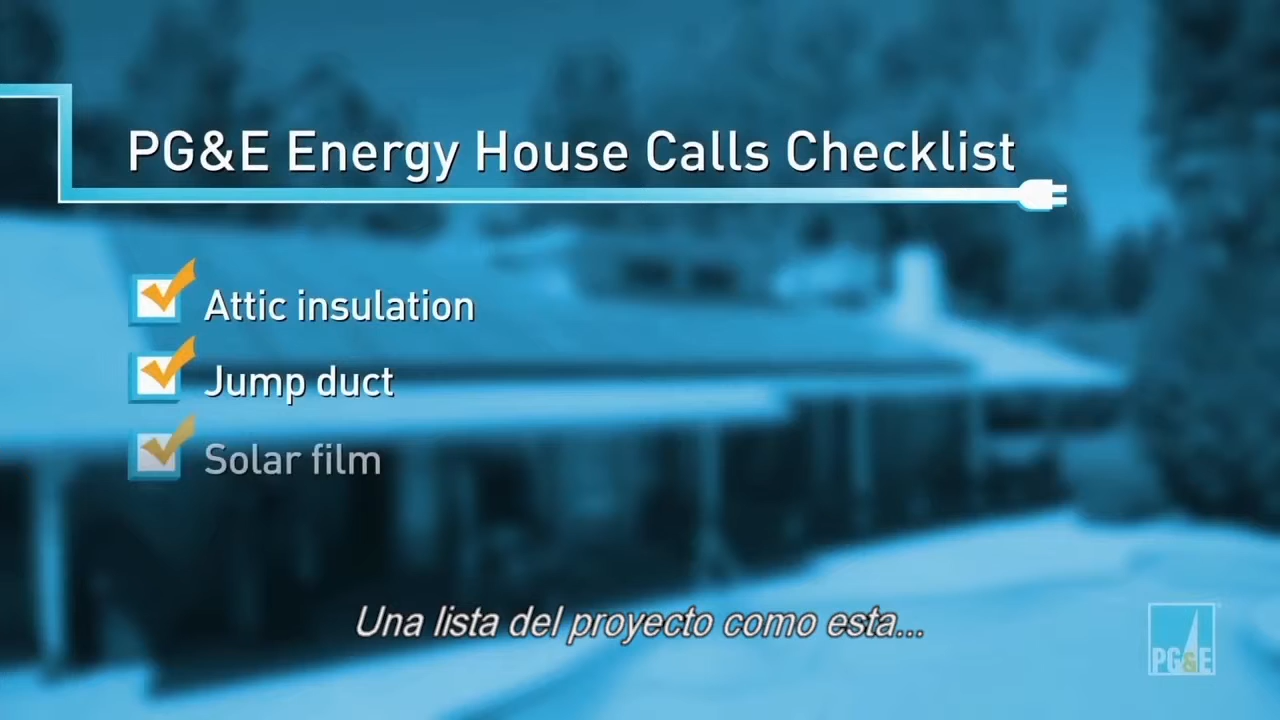 PG&E Energy House Calls Checklist
Attic insulation
Jump duct
Solar film
Una lista del proyecto como esta...
PG&E